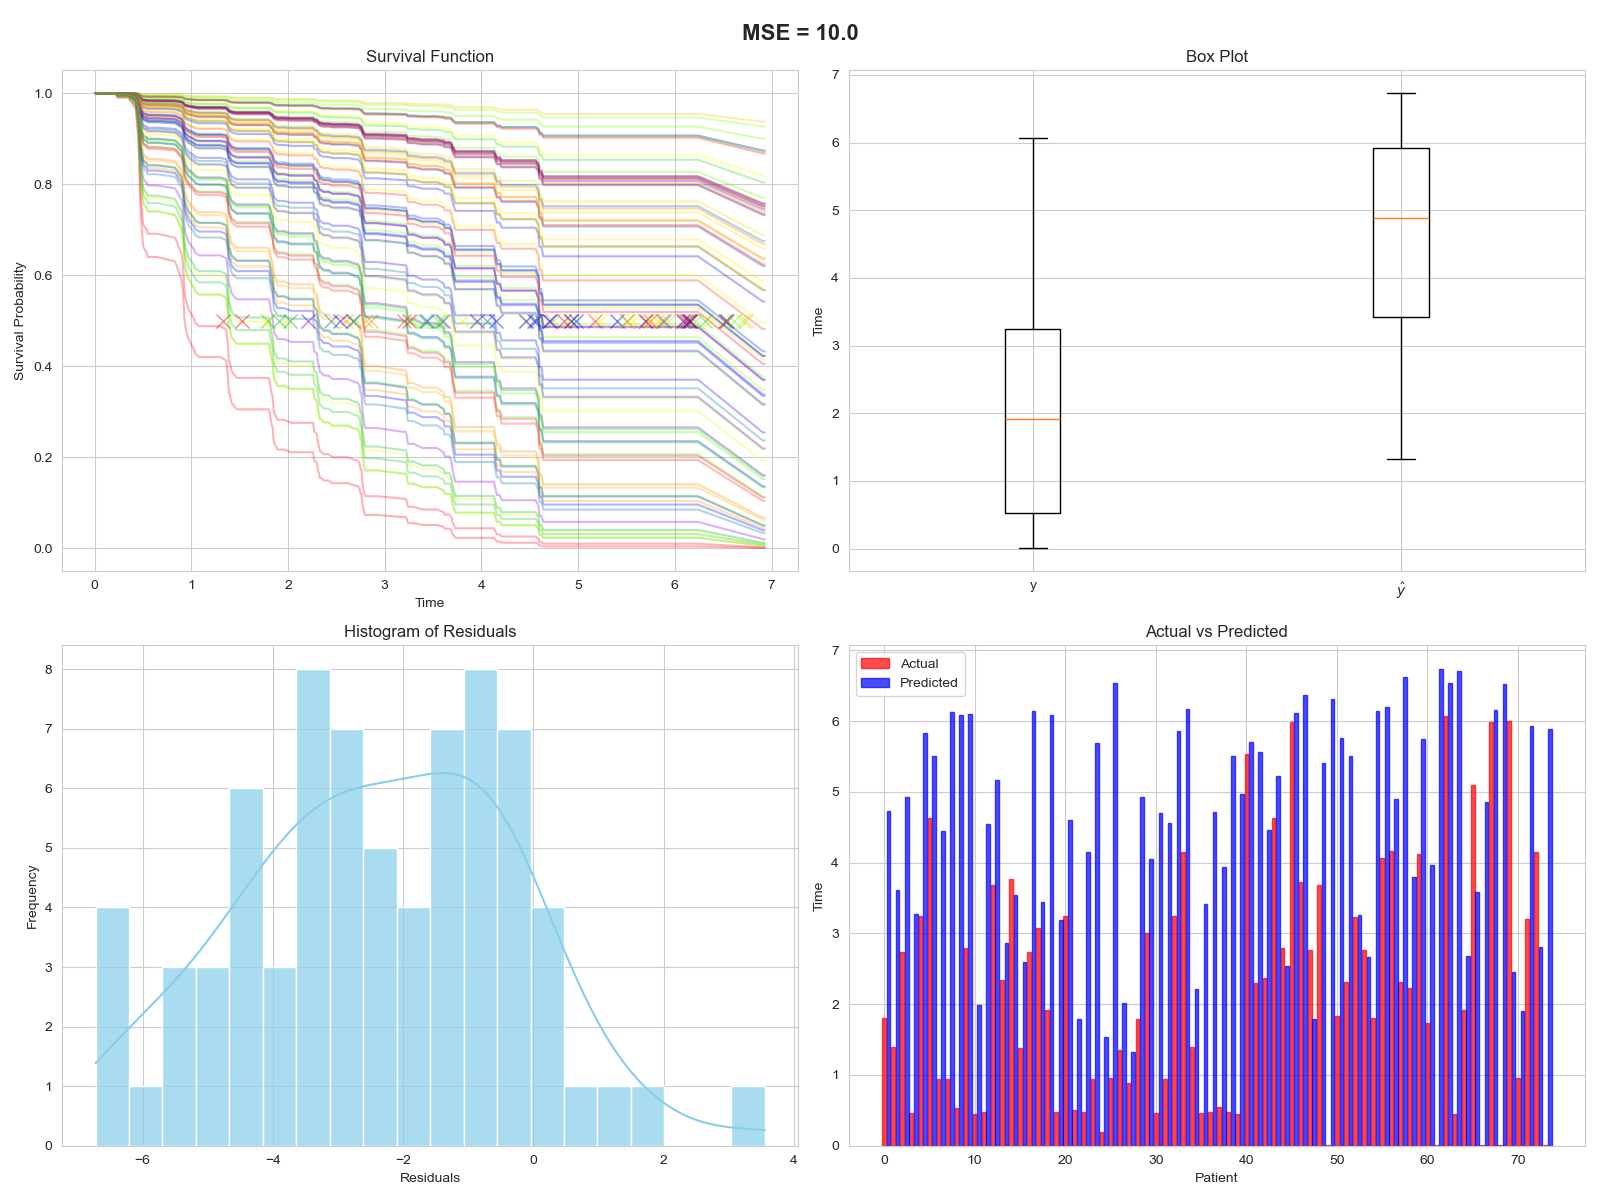 MSE = 10.0
Survival Function
1.0
0.8
0.6
0.4
0.2
0.0
Survival Probability
0 1 2 3 4 5 6 7
Time
Box Plot
7
6
5
4
3
2
1
0
Time
y ŷ
Histogram of Residuals
8
7
6
5
4
3
2
1
0
Frequency
−6 −4 −2 0 2 4
Residuals
Actual vs Predicted
Actual
Predicted
7
6
5
4
3
2
1
0
Time
0 10 20 30 40 50 60 70
Patient